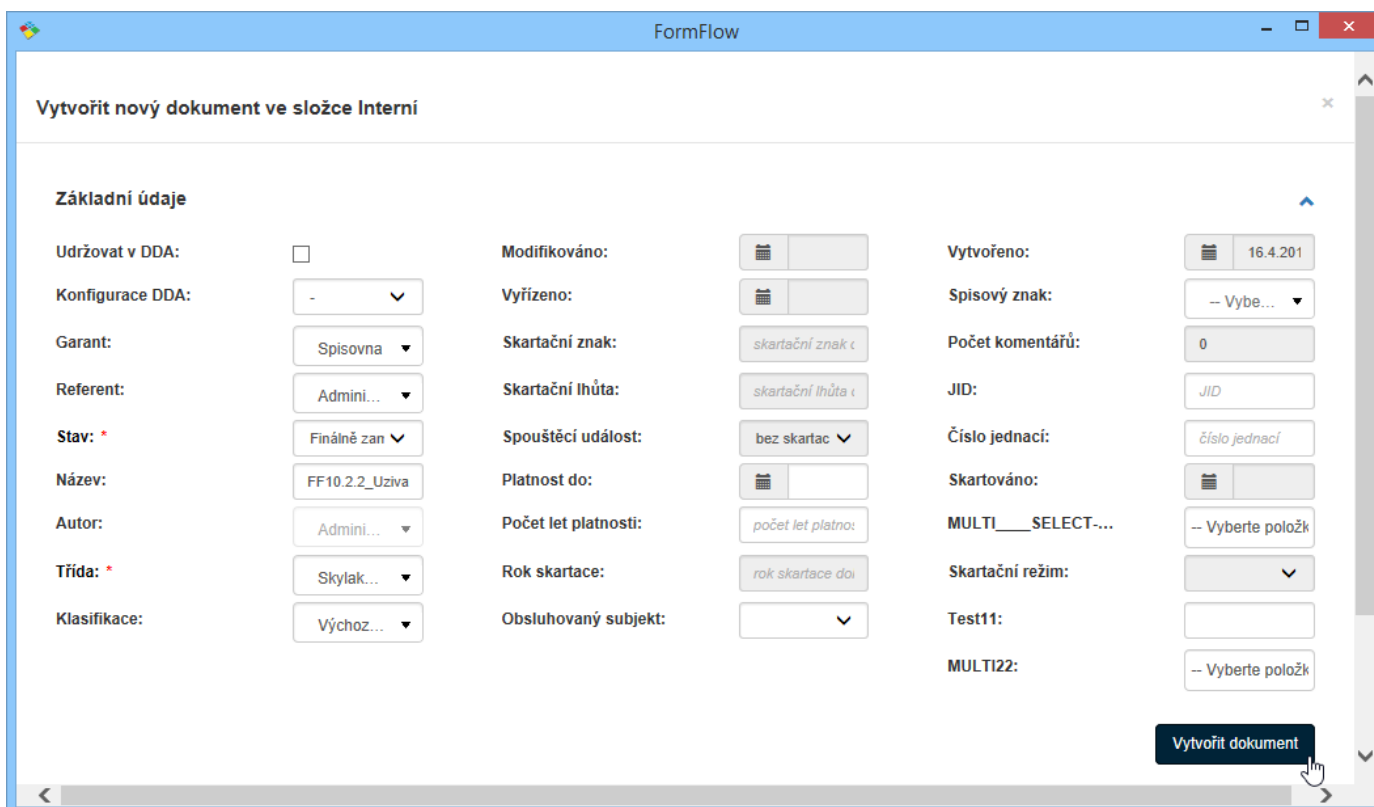 FormFlow
Vytvořit nový dokument ve složce Interní
Základní údaje
Udržovat v DDA:
Modifikováno:
Vytvořeno: 16.4.201
Konfigurace DDA: -
Vyřízeno:
Spisový znak: -- Vybe...
Garant: Spisovna
Skartační znak: skartační znak d
Počet komentářů: 0
Referent: Admini...
Skartační lhůta: skartační lhůta d
JID: JID
Stav: * Finálně zam
Spouštěcí událost: bez skartac
Číslo jednací: číslo jednací
Název: FF10.2.2_Uziva
Platnost do:
Skartováno:
Autor: Admini...
Počet let platnosti: počet let platnos
MULTI____SELECT-... -- Vyberte položk
Třída: * Skylak...
Rok skartace: rok skartace dok
Skartační režim:
Klasifikace: Výchoz...
Obsluhovaný subjekt:
Test11:
MULTI22: -- Vyberte položk
Vytvořit dokument